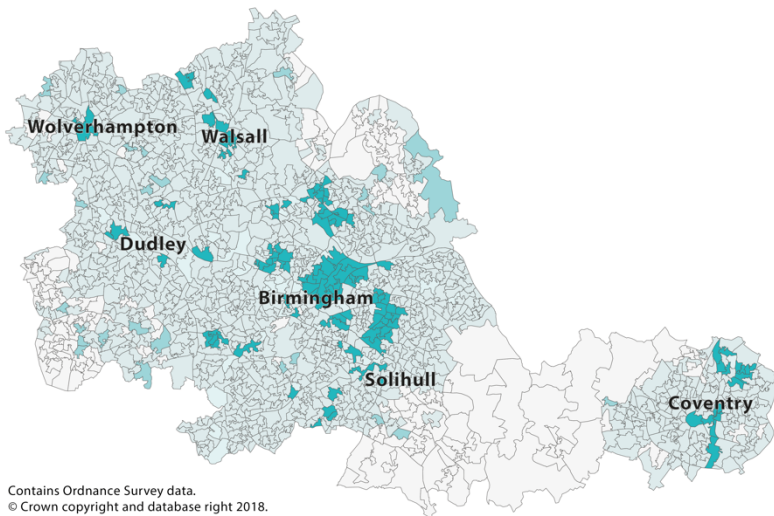 Wolverhampton
Walsall
Dudley
Birmingham
Solihull
Coventry
Contains Ordnance Survey data.
© Crown copyright and database right 2018.